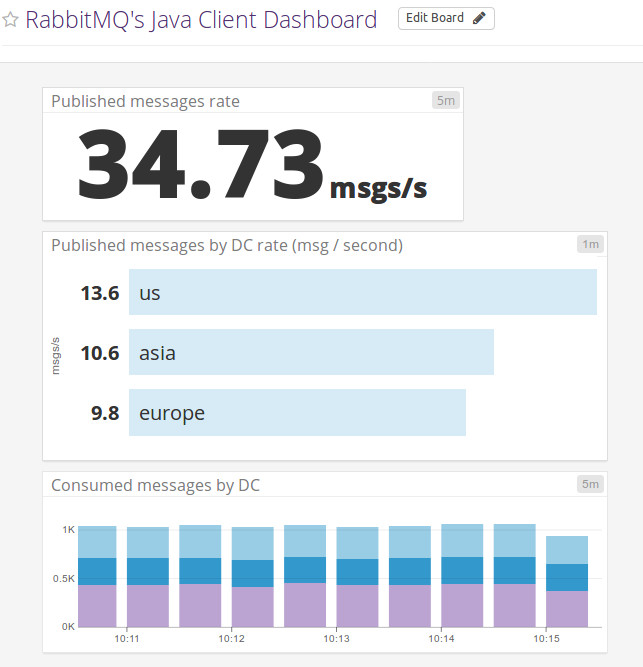 RabbitMQ's Java Client Dashboard Edit Board
Published messages rate 5m
34.73 msgs/s
Published messages by DC rate (msg / second) 1m
13.6 us
msgs/s
10.6 asia
9.8 europe
Consumed messages by DC 5m
1K
0.5K
0K
10:11 10:12 10:13 10:14 10:15